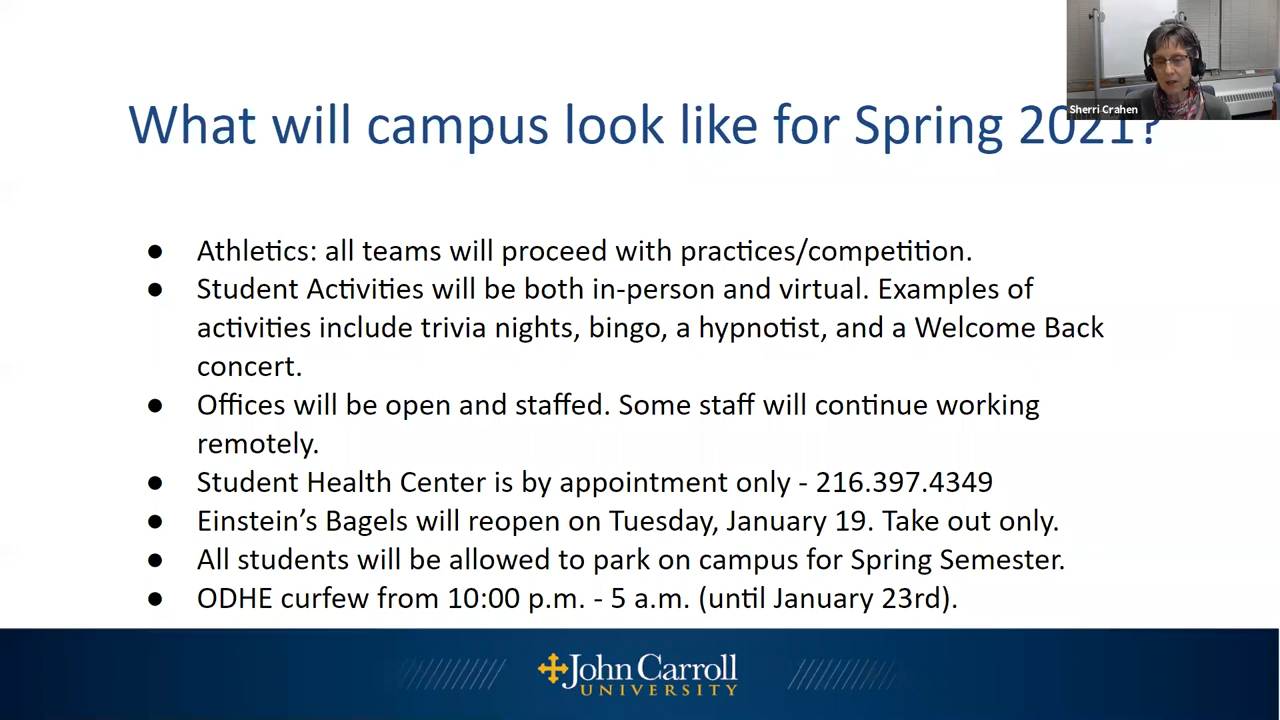 Sherri Crahen
What will campus look like for Spring 2021?
● Athletics: all teams will proceed with practices/competition.
● Student Activities will be both in-person and virtual. Examples of
activities include trivia nights, bingo, a hypnotist, and a Welcome Back
concert.
● Offices will be open and staffed. Some staff will continue working
remotely.
● Student Health Center is by appointment only - 216.397.4349
● Einstein’s Bagels will reopen on Tuesday, January 19. Take out only.
● All students will be allowed to park on campus for Spring Semester.
● ODHE curfew from 10:00 p.m. - 5 a.m. (until January 23rd).
John Carroll
UNIVERSITY